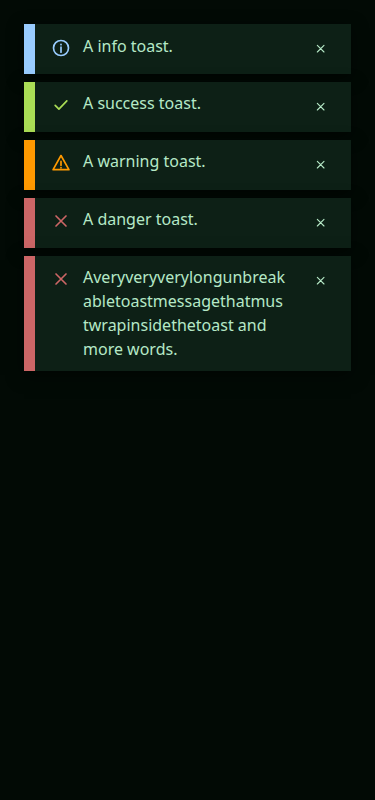 A info toast.
A success toast.
A warning toast.
A danger toast.
Averyveryverylongunbreak
abletoastmessagethatmus
twrapinsidethetoast and
more words.